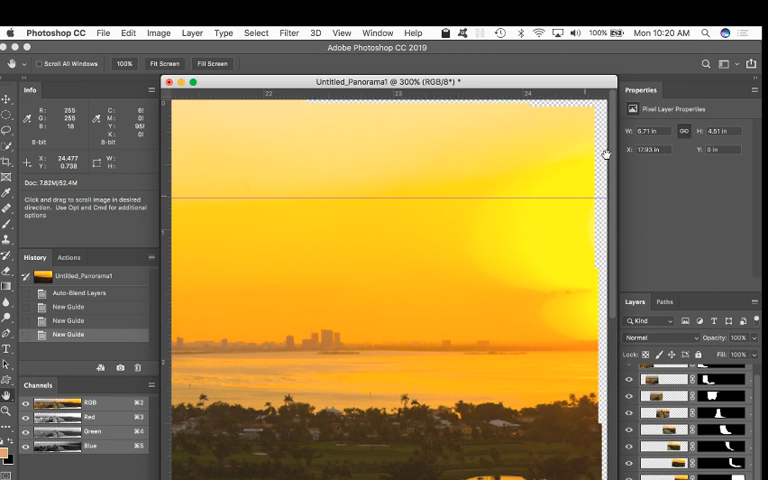 Photoshop CC File Edit Image Layer Type Select Filter 3D View Window Help 100% Mon 10:20 AM
Adobe Photoshop CC 2019
Scroll All Windows 100% Fit Screen Fill Screen
Untitled_Panorama1 @ 300% (RGB/8*) *
22 23 24
0
1
2
Info
R: 255
G: 255
B: 18
8-bit
C:
M:
Y:
K:
8-bit
X: 24.477
Y: 0.738
W:
H:
Doc: 7.82M/52.4M
Click and drag to scroll image in desired
direction. Use Opt and Cmd for additional
options
History Actions
Untitled_Panorama1
Auto-Blend Layers
New Guide
New Guide
New Guide
Channels
RGB ⌘2
Red ⌘3
Green ⌘4
Blue ⌘5
Properties
Pixel Layer Properties
W: 6.71 in H: 4.51 in
X: 17.93 in Y: 0 in
Layers Paths
Kind
Normal Opacity: 100%
Lock: Fill: 100%